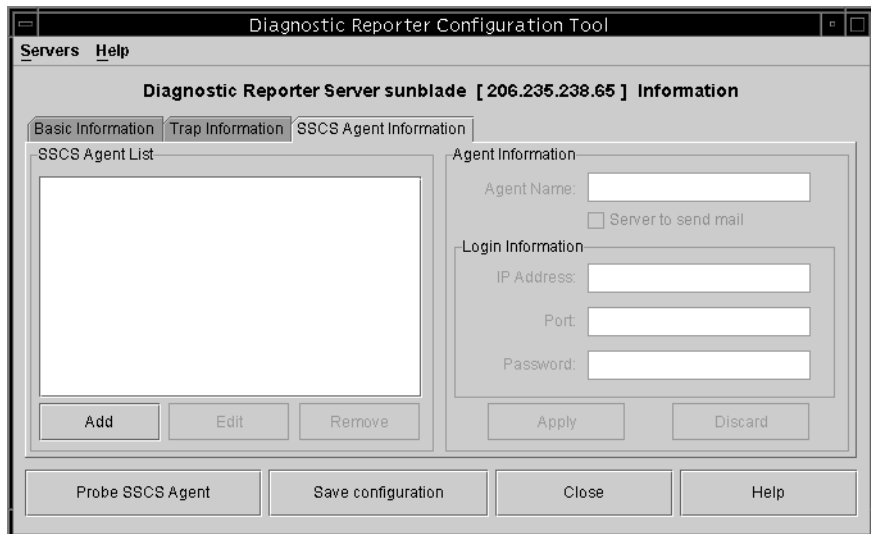 Diagnostic Reporter Configuration Tool
Servers Help
Diagnostic Reporter Server sunblade [ 206.235.238.65 ] Information
Basic Information Trap Information SSCS Agent Information
SSCS Agent List
Agent Information
Agent Name:
Server to send mail
Login Information
IP Address:
Port:
Password:
Add Edit Remove
Apply Discard
Probe SSCS Agent Save configuration Close Help